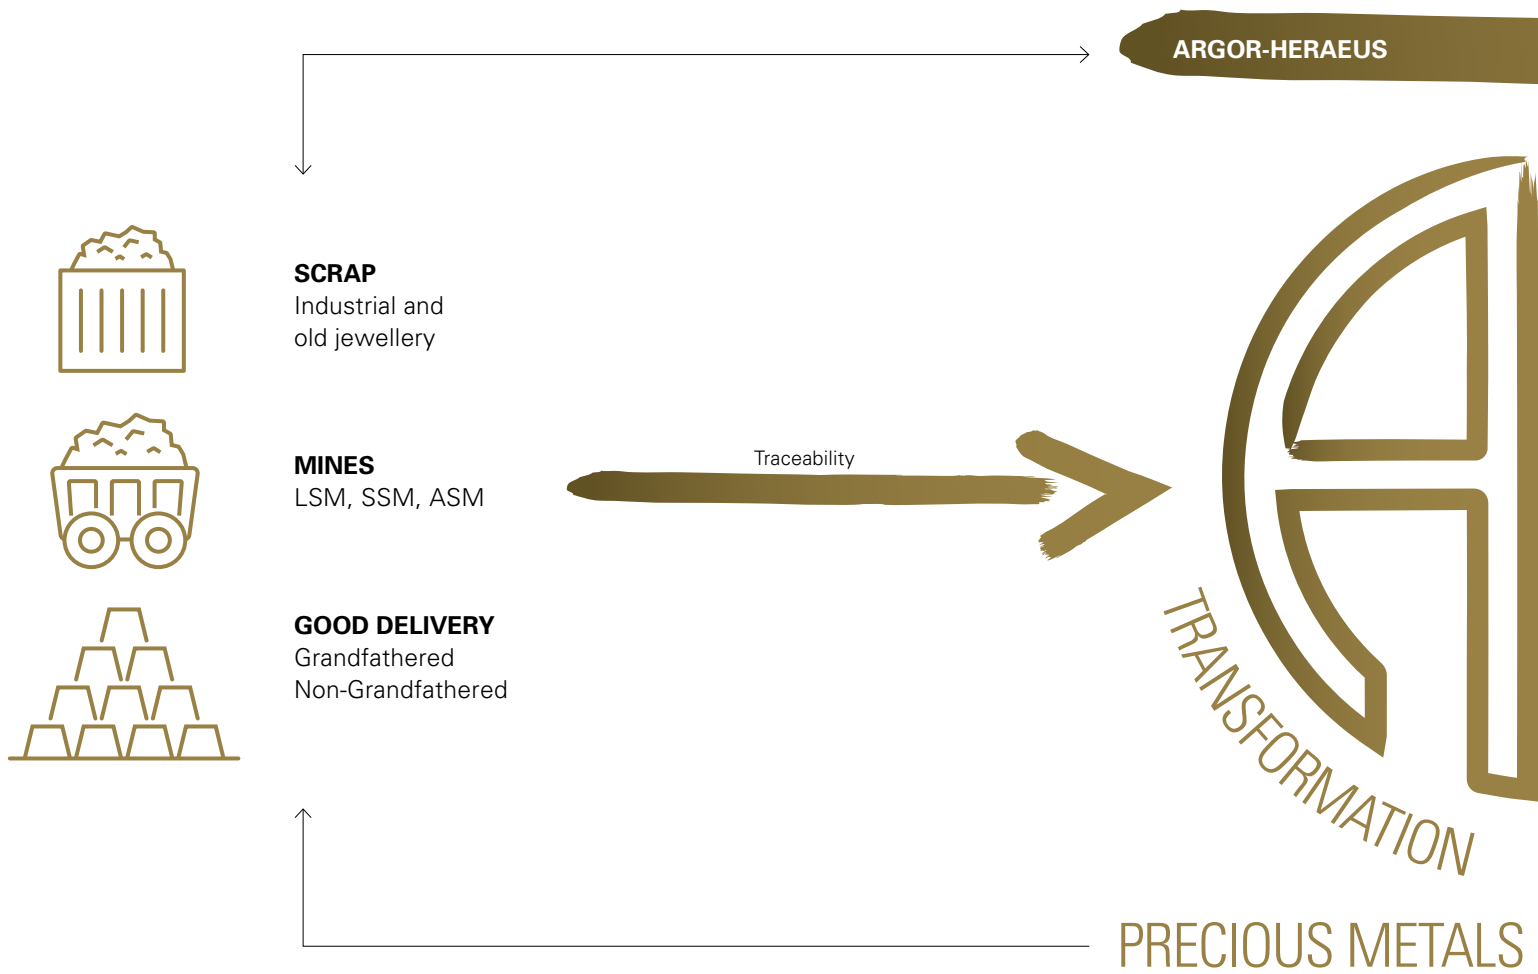 ARGOR-HERAEUS
SCRAP
Industrial and
old jewellery
MINES
LSM, SSM, ASM
Traceability
GOOD DELIVERY
Grandfathered
Non-Grandfathered
TRANSFORMATION
PRECIOUS METALS